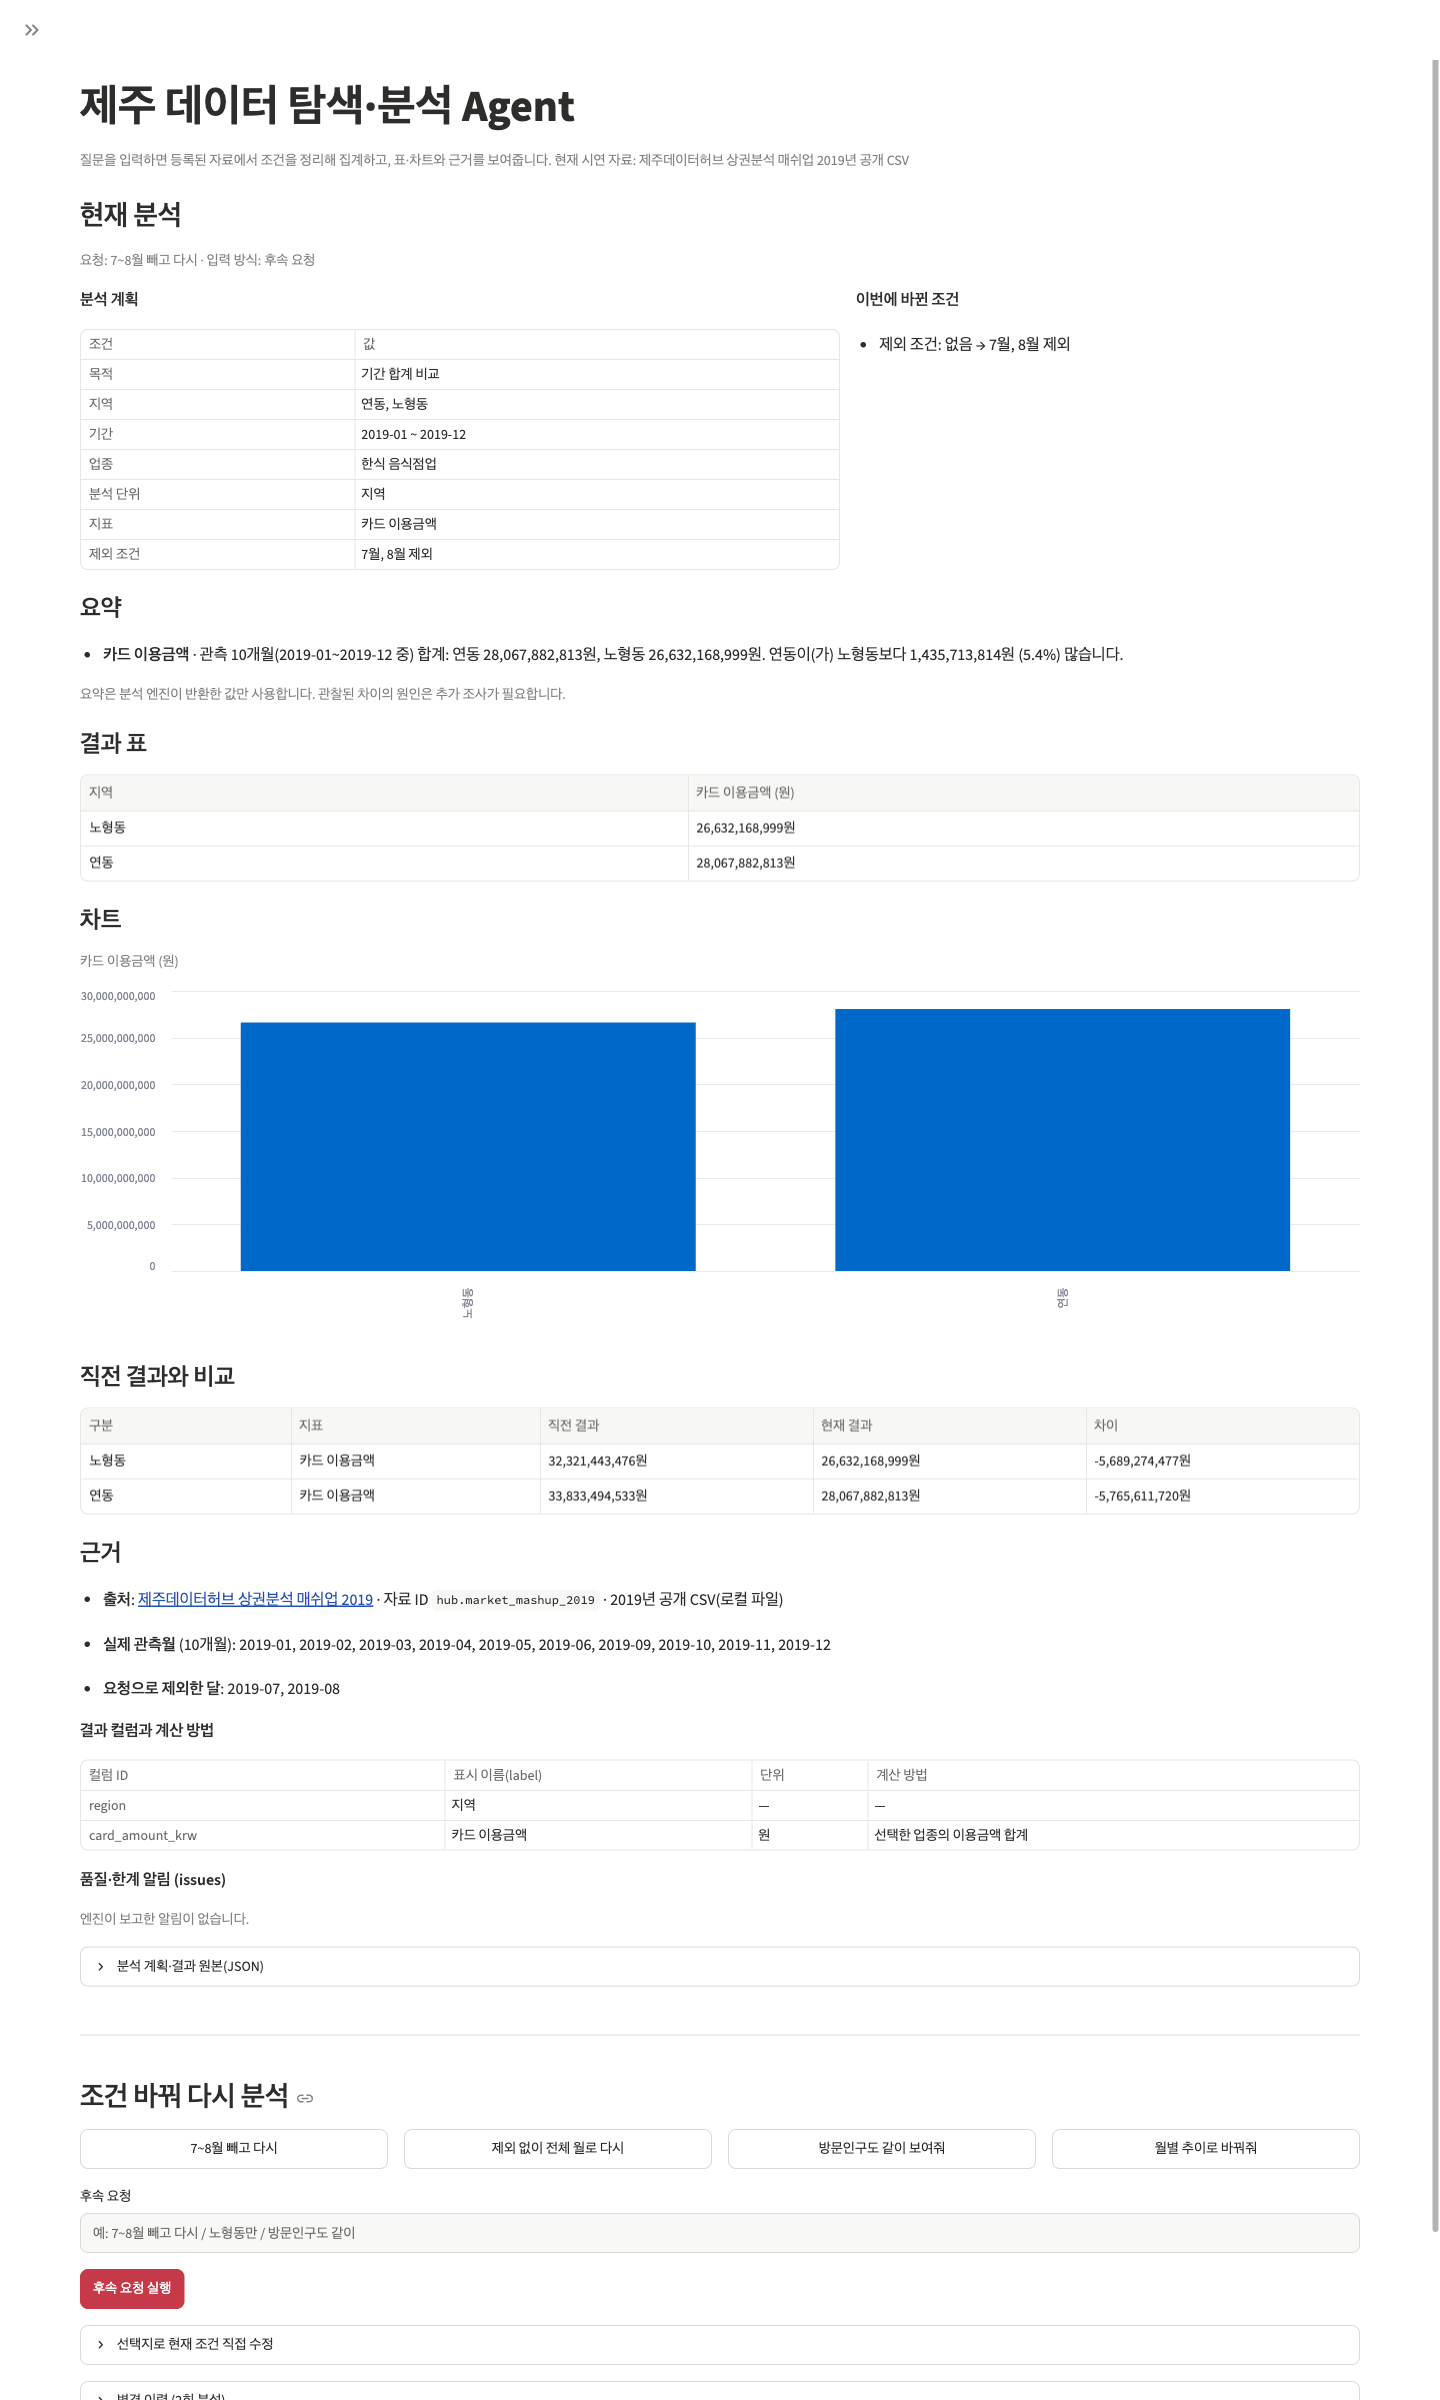 제주 데이터 탐색·분석 Agent
질문을 입력하면 등록된 자료에서 조건을 정리해 집계하고, 표·차트와 근거를 보여줍니다. 현재 시연 자료: 제주데이터허브 상권분석 매쉬업 2019년 공개 CSV
현재 분석
요청: 7~8월 빼고 다시 · 입력 방식: 후속 요청
분석 계획
조건 값
목적 기간 합계 비교
지역 연동, 노형동
기간 2019-01 ~ 2019-12
업종 한식 음식점업
분석 단위 지역
지표 카드 이용금액
제외 조건 7월, 8월 제외
이번에 바뀐 조건
제외 조건: 없음 → 7월, 8월 제외
요약
카드 이용금액 · 관측 10개월(2019-01~2019-12 중) 합계: 연동 28,067,882,813원, 노형동 26,632,168,999원. 연동이(가) 노형동보다 1,435,713,814원 (5.4%) 많습니다.
요약은 분석 엔진이 반환한 값만 사용합니다. 관찰된 차이의 원인은 추가 조사가 필요합니다.
결과 표
지역 카드 이용금액 (원)
노형동 26,632,168,999원
연동 28,067,882,813원
차트
카드 이용금액 (원)
30,000,000,000
25,000,000,000
20,000,000,000
15,000,000,000
10,000,000,000
5,000,000,000
0
노형동 연동
직전 결과와 비교
구분 지표 직전 결과 현재 결과 차이
노형동 카드 이용금액 32,321,443,476원 26,632,168,999원 -5,689,274,477원
연동 카드 이용금액 33,833,494,533원 28,067,882,813원 -5,765,611,720원
근거
출처: 제주데이터허브 상권분석 매쉬업 2019 · 자료 ID hub.market_mashup_2019 · 2019년 공개 CSV(로컬 파일)
실제 관측월 (10개월): 2019-01, 2019-02, 2019-03, 2019-04, 2019-05, 2019-06, 2019-09, 2019-10, 2019-11, 2019-12
요청으로 제외한 달: 2019-07, 2019-08
결과 컬럼과 계산 방법
컬럼 ID 표시 이름(label) 단위 계산 방법
region 지역 — —
card_amount_krw 카드 이용금액 원 선택한 업종의 이용금액 합계
품질·한계 알림 (issues)
엔진이 보고한 알림이 없습니다.
분석 계획·결과 원본(JSON)
조건 바꿔 다시 분석
7~8월 빼고 다시 제외 없이 전체 월로 다시 방문인구도 같이 보여줘 월별 추이로 바꿔줘
후속 요청
예: 7~8월 빼고 다시 / 노형동만 / 방문인구도 같이
후속 요청 실행
선택지로 현재 조건 직접 수정
변경 이력 (2회 분석)